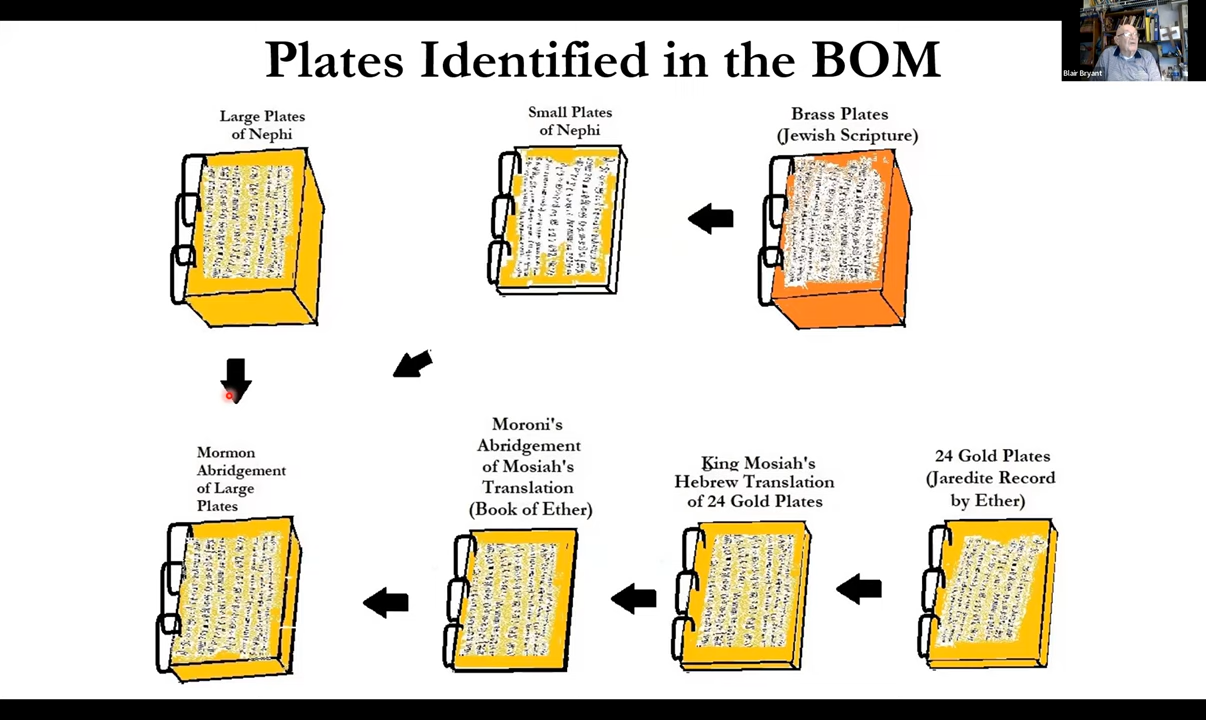 Plates Identified in the BOM
Blair Bryant
Large Plates
of Nephi
Small Plates
of Nephi
Brass Plates
(Jewish Scripture)
Mormon
Abridgement
of Large
Plates
Moroni's
Abridgement
of Mosiah's
Translation
(Book of Ether)
King Mosiah's
Hebrew Translation
of 24 Gold Plates
24 Gold Plates
(Jaredite Record
by Ether)